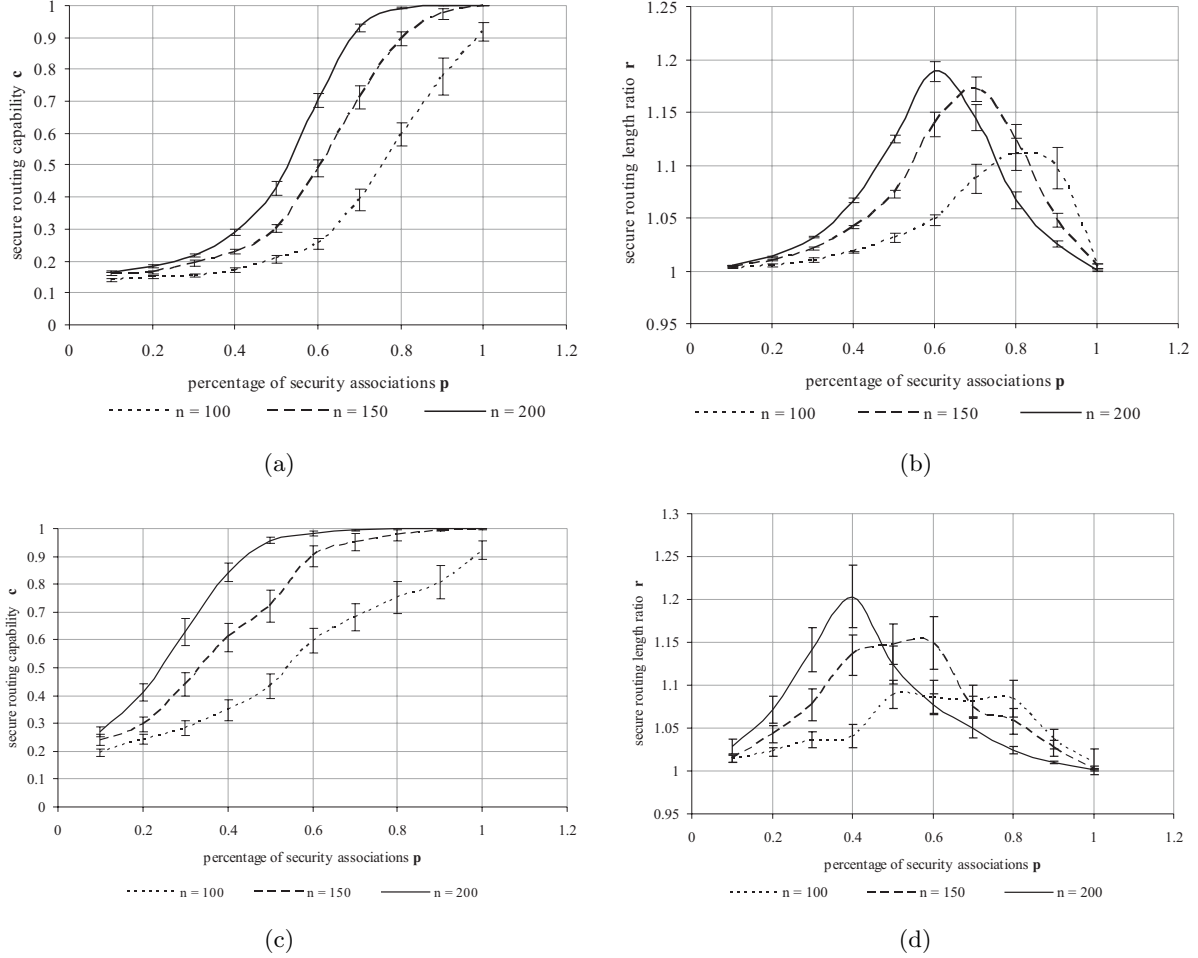 1
0.9
0.8
0.7
0.6
0.5
0.4
0.3
0.2
0.1
0
secure routing capability c
0 0.2 0.4 0.6 0.8 1 1.2
percentage of security associations p
n = 100 n = 150 n = 200
(a)
1.25
1.2
1.15
1.1
1.05
1
0.95
secure routing length ratio r
0 0.2 0.4 0.6 0.8 1 1.2
percentage of security associations p
n = 100 n = 150 n = 200
(b)
1
0.9
0.8
0.7
0.6
0.5
0.4
0.3
0.2
0.1
0
secure routing capability c
0 0.2 0.4 0.6 0.8 1 1.2
percentage of security associations p
n = 100 n = 150 n = 200
(c)
1.3
1.25
1.2
1.15
1.1
1.05
1
0.95
secure routing length ratio r
0 0.2 0.4 0.6 0.8 1 1.2
percentage of security associations p
n = 100 n = 150 n = 200
(d)